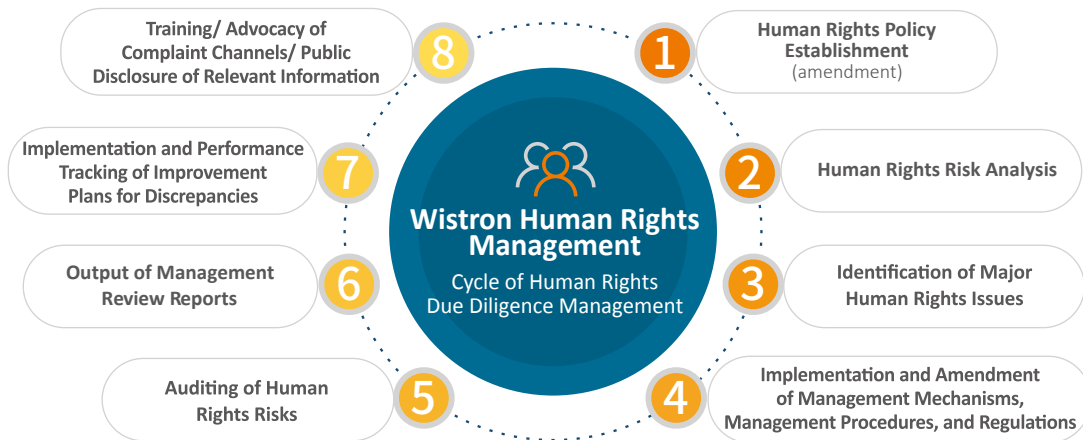 1
Human Rights Policy
Establishment
(amendment)
2
Human Rights Risk Analysis
3
Identification of Major
Human Rights Issues
4
Implementation and Amendment
of Management Mechanisms,
Management Procedures, and Regulations
5
Auditing of Human
Rights Risks
6
Output of Management
Review Reports
7
Implementation and Performance
Tracking of Improvement
Plans for Discrepancies
8
Training/ Advocacy of
Complaint Channels/ Public
Disclosure of Relevant Information
Wistron Human Rights
Management
Cycle of Human Rights
Due Diligence Management